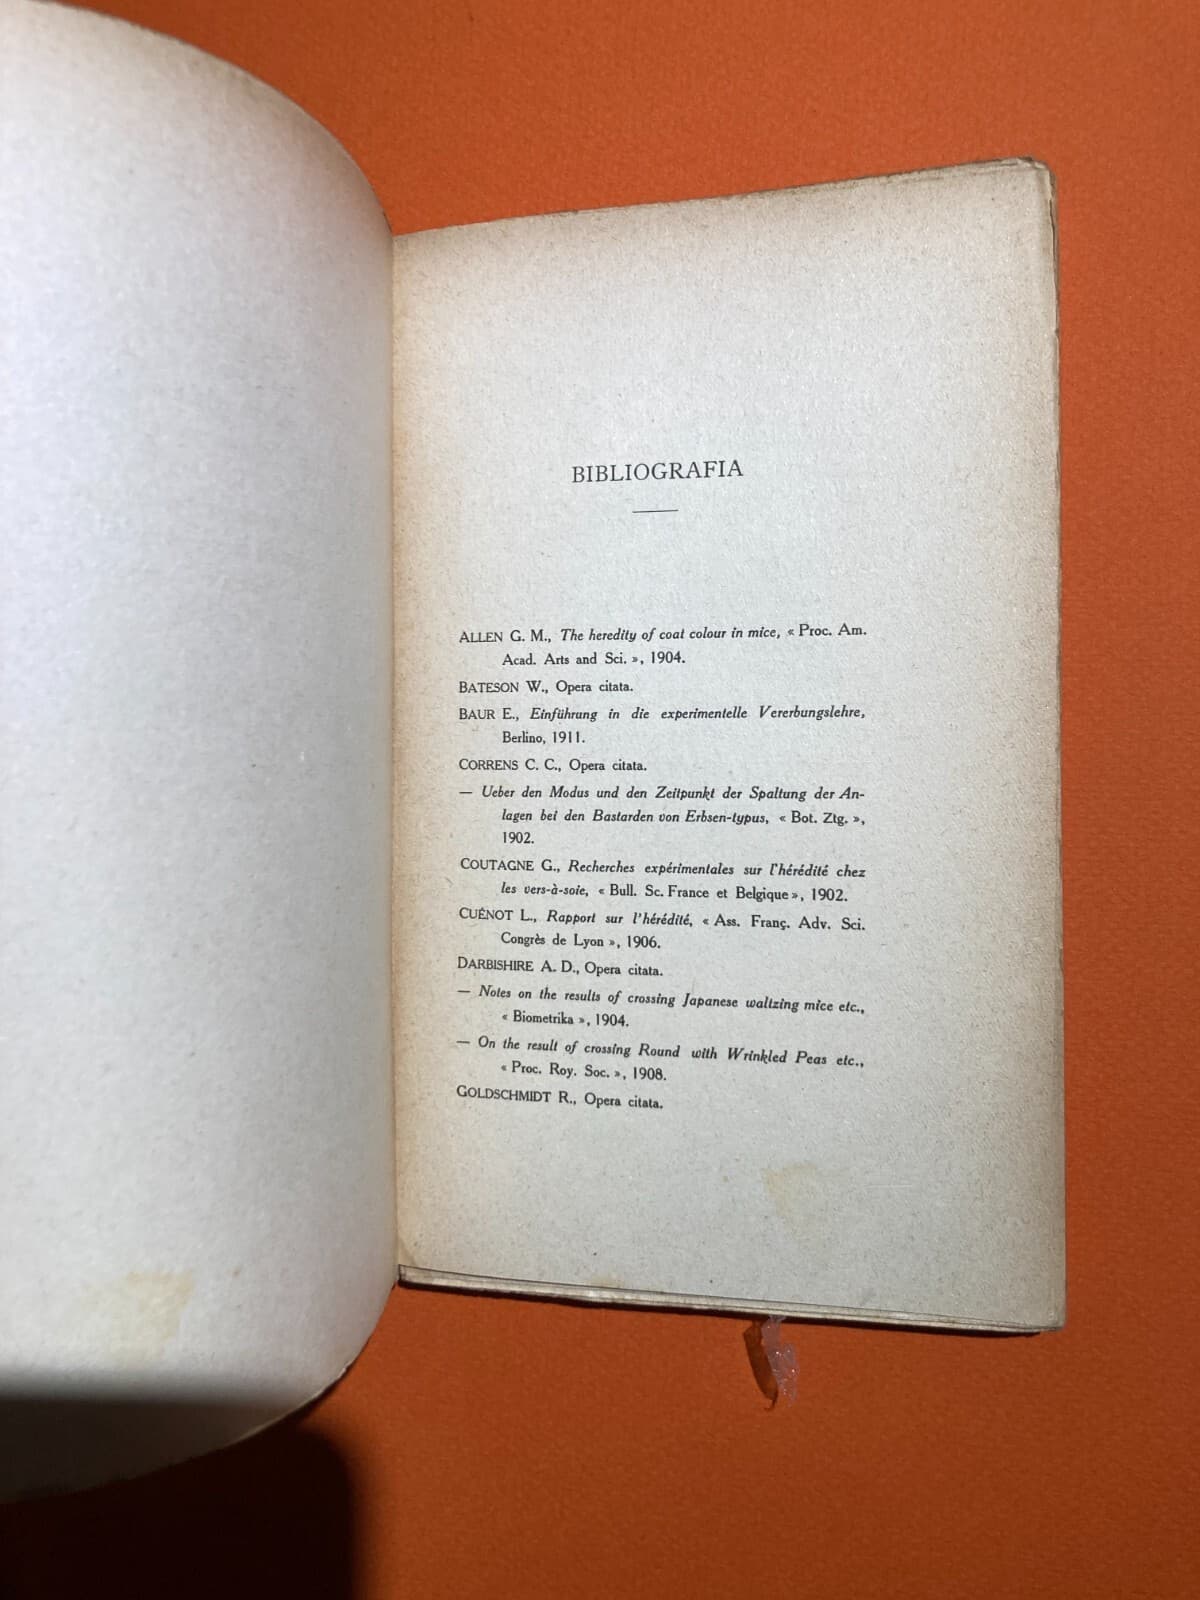 BIBLIOGRAFIA
ALLEN G. M., The heredity of coat colour in mice, « Proc. Am.
Acad. Arts and Sci. », 1904.
BATESON W., Opera citata.
BAUR E., Einführung in die experimentelle Vererbungslehre,
Berlino, 1911.
CORRENS C. C., Opera citata.
— Ueber den Modus und den Zeitpunkt der Spaltung der An-
lagen bei den Bastarden von Erbsen-typus, « Bot. Ztg. »,
1902.
COUTAGNE G., Recherches expérimentales sur l'hérédité chez
les vers-à-soie, « Bull. Sc. France et Belgique », 1902.
CUÉNOT L., Rapport sur l'hérédité, « Ass. Franç. Adv. Sci.
Congrès de Lyon », 1906.
DARBISHIRE A. D., Opera citata.
— Notes on the results of crossing Japanese waltzing mice etc.,
« Biometrika », 1904.
— On the result of crossing Round with Wrinkled Peas etc.,
« Proc. Roy. Soc. », 1908.
GOLDSCHMIDT R., Opera citata.